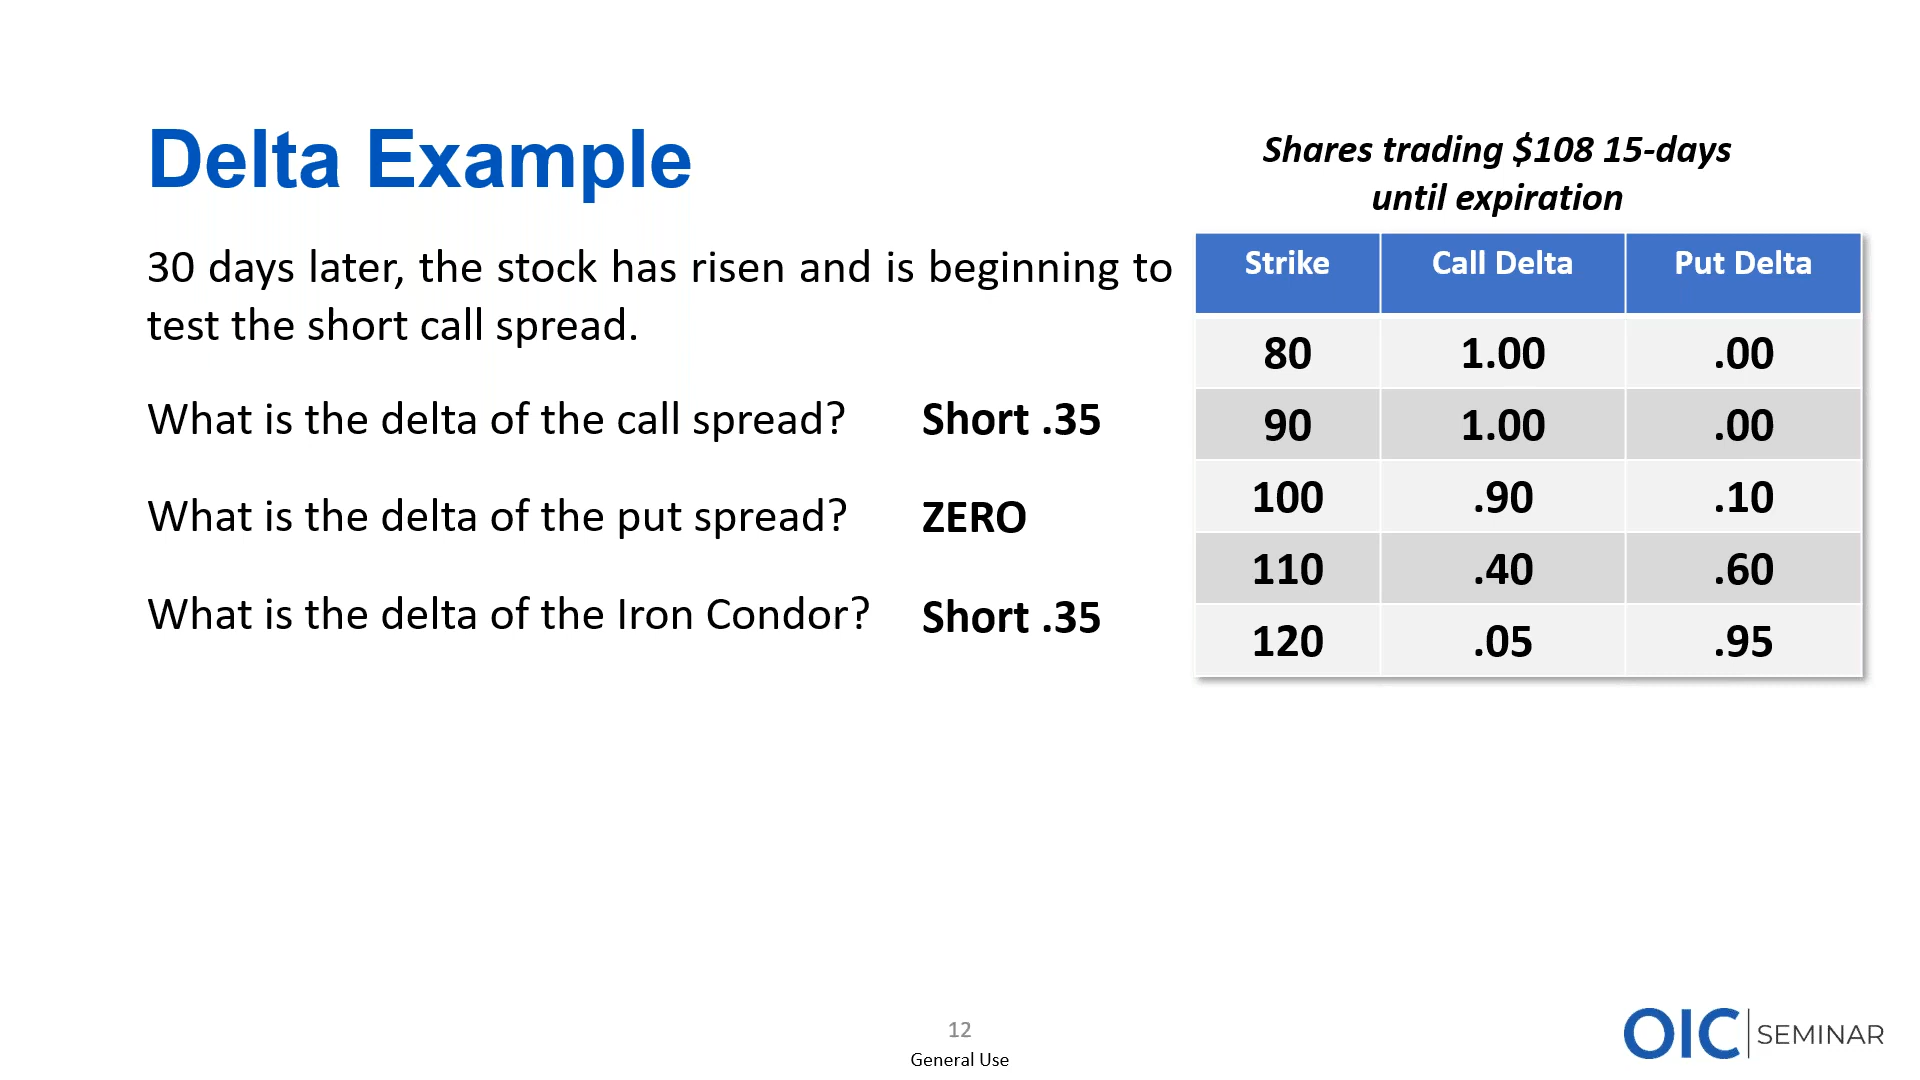 Delta Example
30 days later, the stock has risen and is beginning to
test the short call spread.
What is the delta of the call spread? Short .35
What is the delta of the put spread? ZERO
What is the delta of the Iron Condor? Short .35
Shares trading $108 15-days
until expiration
Strike Call Delta Put Delta
80 1.00 .00
90 1.00 .00
100 .90 .10
110 .40 .60
120 .05 .95
12
General Use
OIC SEMINAR